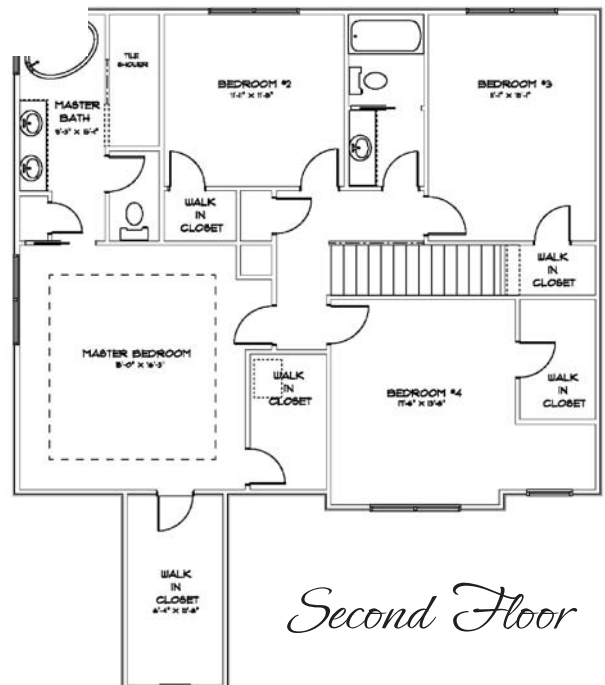 TILE
SHOWER
BEDROOM #2
BEDROOM #3
MASTER
BATH
WALK
IN
CLOSET
WALK
IN
CLOSET
MASTER BEDROOM
WALK
IN
CLOSET
BEDROOM #4
WALK
IN
CLOSET
WALK
IN
CLOSET
Second Floor